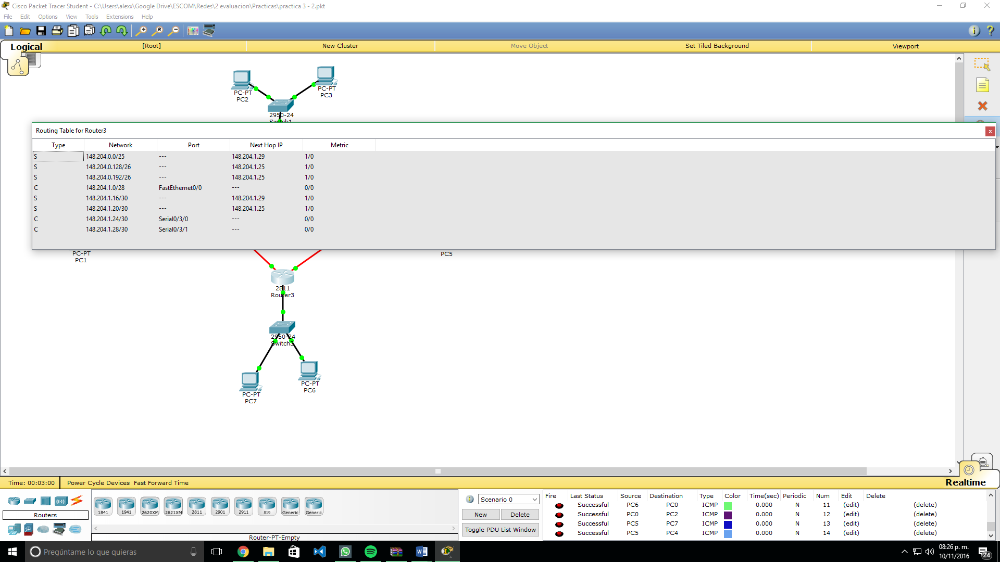 Cisco Packet Tracer Student - C:\Users\alexx\Google Drive\ESCOM\Redes\2 evaluacion\Practicas\practica 3 - 2.pkt
File Edit Options View Tools Extensions Help
Logical [Root] New Cluster Move Object Set Tiled Background Viewport
PC-PT
PC2
PC-PT
PC3
2950-24
Switch1
Routing Table for Router3
Type Network Port Next Hop IP Metric
S 148.204.0.0/25 --- 148.204.1.29 1/0
S 148.204.0.128/26 --- 148.204.1.25 1/0
S 148.204.0.192/26 --- 148.204.1.25 1/0
C 148.204.1.0/28 FastEthernet0/0 --- 0/0
S 148.204.1.16/30 --- 148.204.1.29 1/0
S 148.204.1.20/30 --- 148.204.1.25 1/0
C 148.204.1.24/30 Serial0/3/0 --- 0/0
C 148.204.1.28/30 Serial0/3/1 --- 0/0
PC-PT
PC1
PC5
2811
Router3
2950-24
Switch3
PC-PT
PC6
PC-PT
PC7
Time: 00:03:00 Power Cycle Devices Fast Forward Time Realtime
Routers
1841 1941 2620XM 2621XM 2811 2901 2911 819 Generic Generic
Router-PT-Empty
Scenario 0
New Delete
Toggle PDU List Window
Fire Last Status Source Destination Type Color Time(sec) Periodic Num Edit Delete
Successful PC6 PC0 ICMP 0.000 N 11 (edit) (delete)
Successful PC0 PC2 ICMP 0.000 N 12 (edit) (delete)
Successful PC5 PC7 ICMP 0.000 N 13 (edit) (delete)
Successful PC5 PC4 ICMP 0.000 N 14 (edit) (delete)
Pregúntame lo que quieras
08:26 p. m.
10/11/2016
24